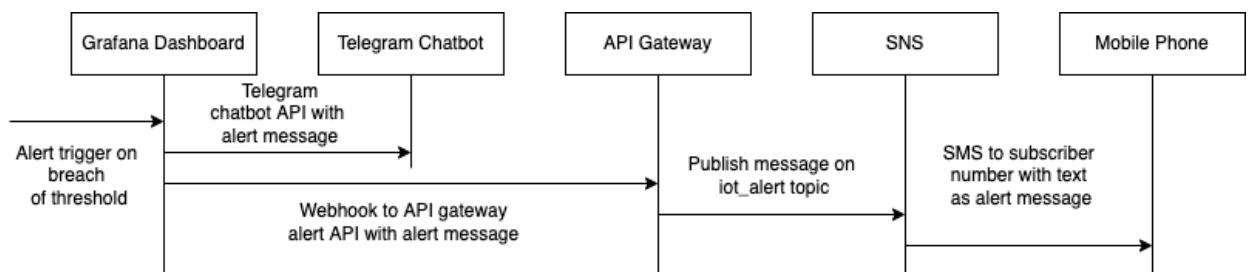 Grafana Dashboard
Telegram Chatbot
API Gateway
SNS
Mobile Phone
Telegram
chatbot API with
alert message
Alert trigger on
breach
of threshold
Publish message on
iot_alert topic
SMS to subscriber
number with text
as alert message
Webhook to API gateway
alert API with alert message